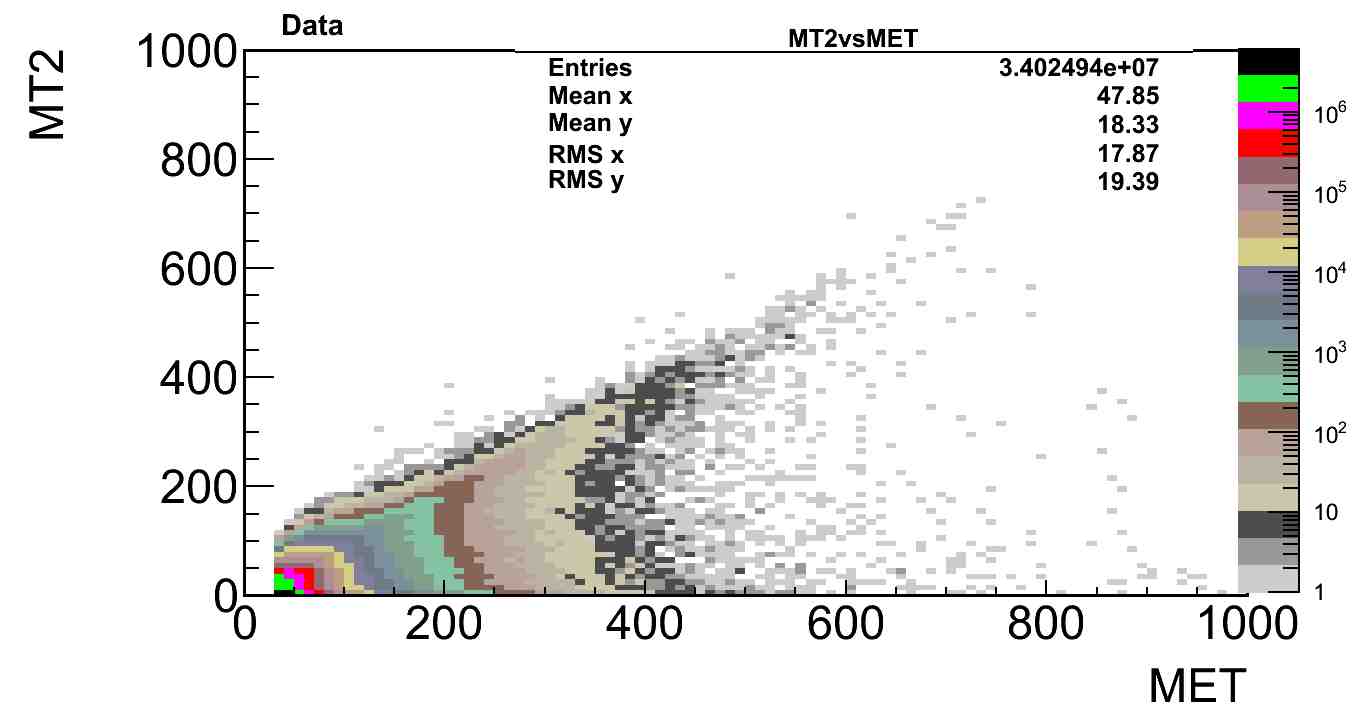 Data
MT2vsMET
Entries 3.402494e+07
Mean x 47.85
Mean y 18.33
RMS x 17.87
RMS y 19.39
MT2
1000
800
600
400
200
0
0 200 400 600 800 1000
MET
10^6
10^5
10^4
10^3
10^2
10
1